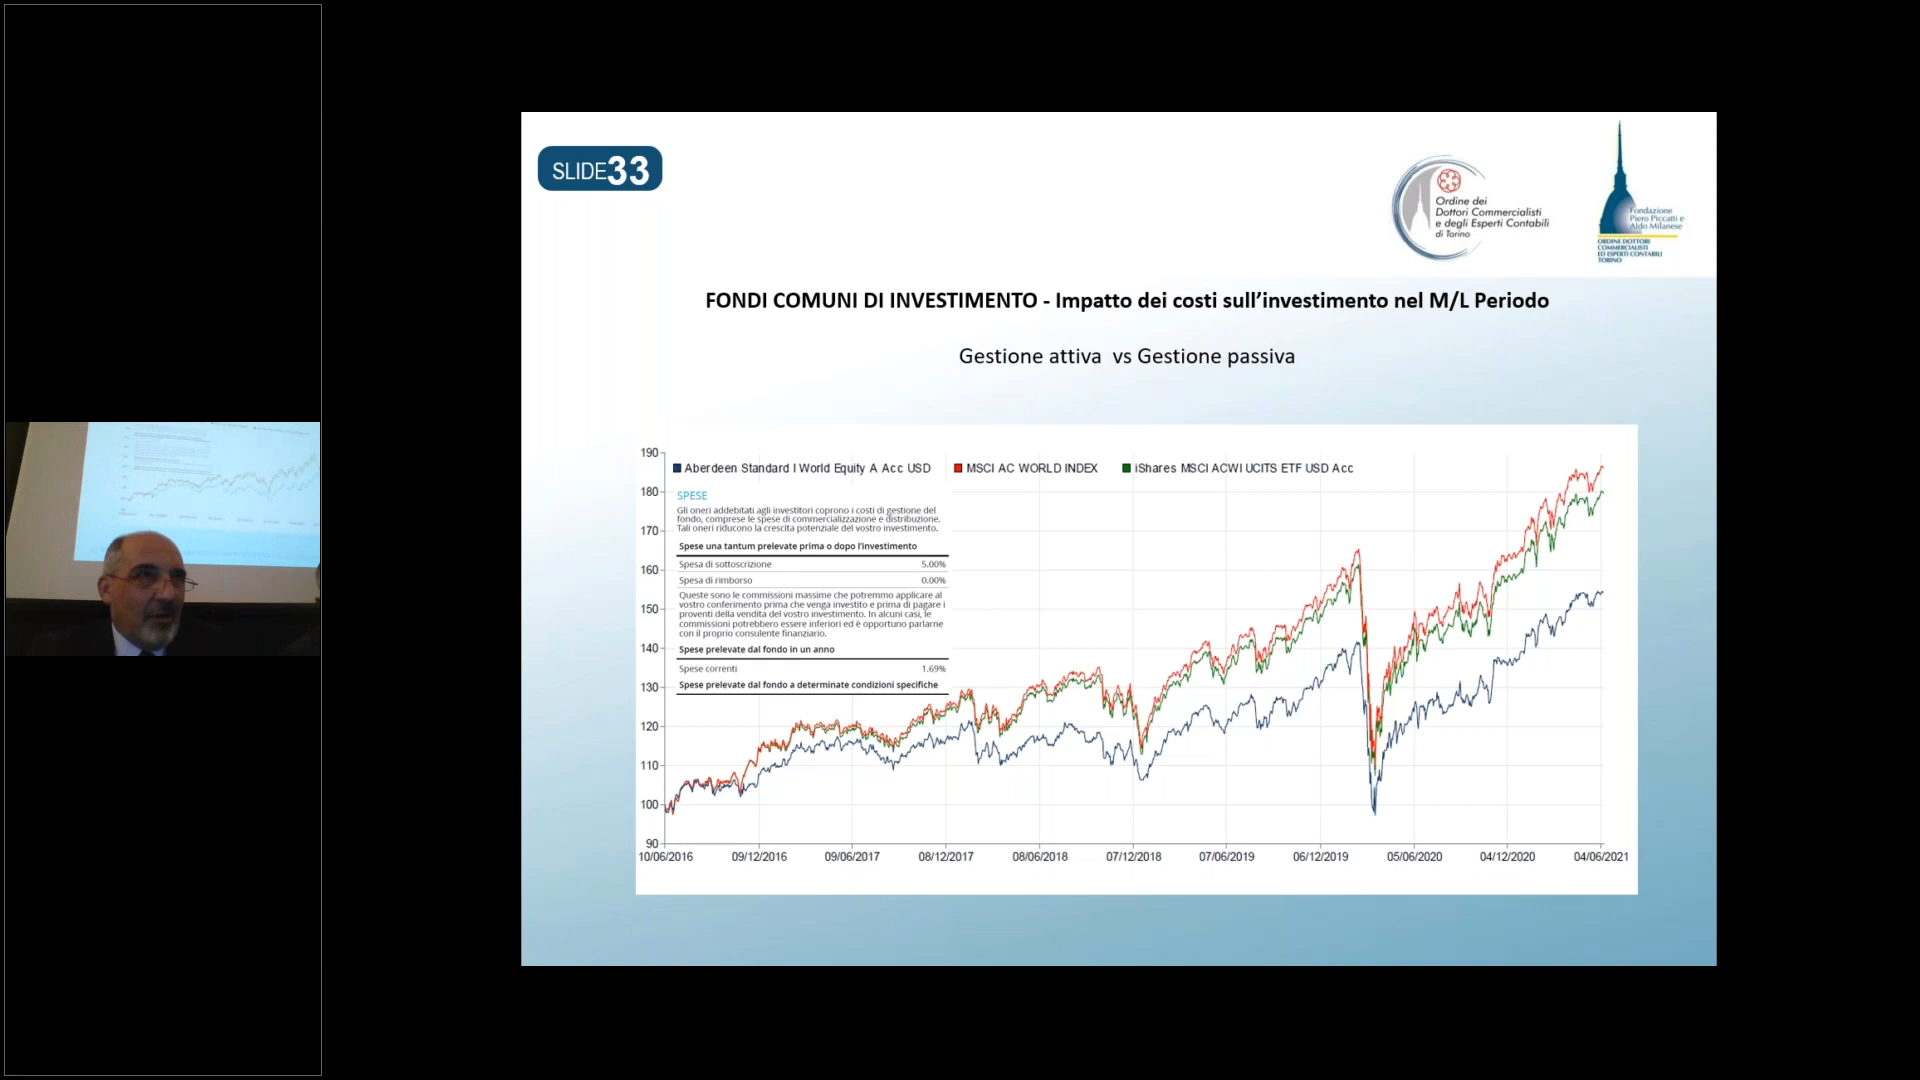 SLIDE33
Ordine dei
Dottori Commercialisti
e degli Esperti Contabili
di Torino
Fondazione
Piero Piccatti e
Aldo Milanese
ORDINE DOTTORI
COMMERCIALISTI
ED ESPERTI CONTABILI
TORINO
FONDI COMUNI DI INVESTIMENTO - Impatto dei costi sull’investimento nel M/L Periodo
Gestione attiva vs Gestione passiva
Aberdeen Standard I World Equity A Acc USD MSCI AC WORLD INDEX iShares MSCI ACWI UCITS ETF USD Acc
SPESE
Gli oneri addebitati agli investitori coprono i costi di gestione del
fondo, comprese le spese di commercializzazione e distribuzione.
Tali oneri riducono la crescita potenziale del vostro investimento.
Spese una tantum prelevate prima o dopo l'investimento
Spesa di sottoscrizione 5.00%
Spesa di rimborso 0.00%
Queste sono le commissioni massime che potremmo applicare al
vostro conferimento prima che venga investito e prima di pagare i
proventi della vendita del vostro investimento. In alcuni casi, le
commissioni potrebbero essere inferiori ed è opportuno parlarne
con il proprio consulente finanziario.
Spese prelevate dal fondo in un anno
Spese correnti 1.69%
Spese prelevate dal fondo a determinate condizioni specifiche
190
180
170
160
150
140
130
120
110
100
90
10/06/2016 09/12/2016 09/06/2017 08/12/2017 08/06/2018 07/12/2018 07/06/2019 06/12/2019 05/06/2020 04/12/2020 04/06/2021